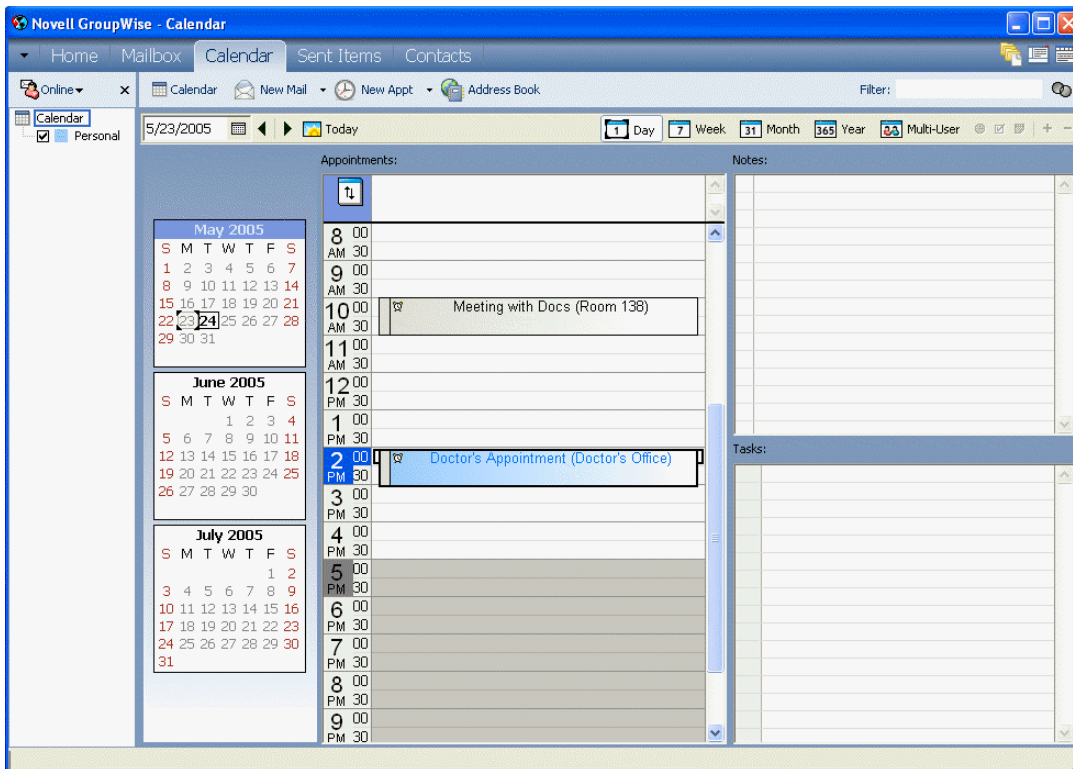 Novell GroupWise - Calendar
Home Mailbox Calendar Sent Items Contacts
Online Calendar New Mail New Appt Address Book Filter:
Calendar
Personal
5/23/2005 Today 1 Day 7 Week 31 Month 365 Year Multi-User
Appointments:
Notes:
May 2005
S M T W T F S
1 2 3 4 5 6 7
8 9 10 11 12 13 14
15 16 17 18 19 20 21
22 23 24 25 26 27 28
29 30 31
June 2005
S M T W T F S
1 2 3 4
5 6 7 8 9 10 11
12 13 14 15 16 17 18
19 20 21 22 23 24 25
26 27 28 29 30
July 2005
S M T W T F S
1 2
3 4 5 6 7 8 9
10 11 12 13 14 15 16
17 18 19 20 21 22 23
24 25 26 27 28 29 30
31
8 00
AM 30
9 00
AM 30
10 00 Meeting with Docs (Room 138)
AM 30
11 00
AM 30
12 00
PM 30
1 00
PM 30
2 00 Doctor's Appointment (Doctor's Office)
PM 30
3 00
PM 30
4 00
PM 30
5 00
PM 30
6 00
PM 30
7 00
PM 30
8 00
PM 30
9 00
PM 30
Tasks: